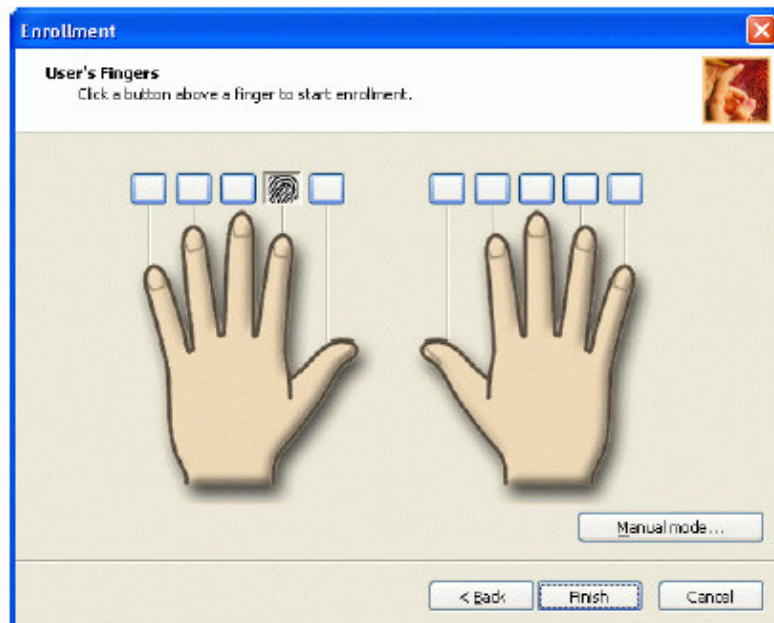 Enrollment
User's Fingers
Click a button above a finger to start enrollment.
Manual mode...
< Back
Finish
Cancel